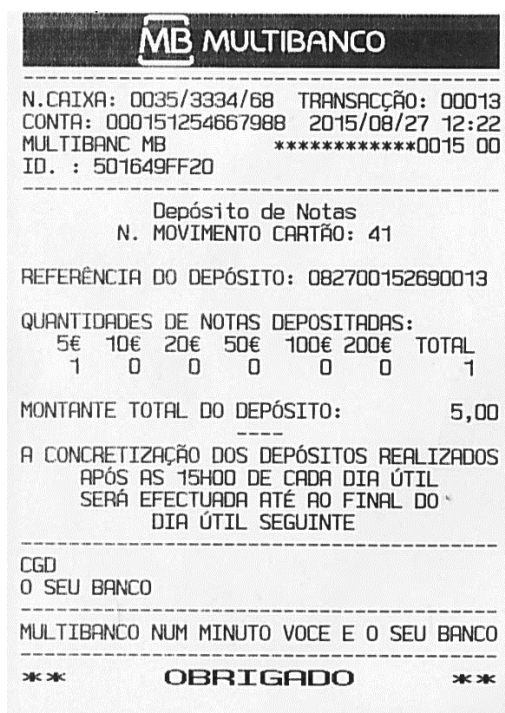 MB MULTIBANCO
N.CAIXA: 0035/3334/68 TRANSACÇÃO: 00013
CONTA: 000151254667988 2015/08/27 12:22
MULTIBANC MB ************0015 00
ID. : 501649FF20
Depósito de Notas
N. MOVIMENTO CARTÃO: 41
REFERÊNCIA DO DEPÓSITO: 082700152690013
QUANTIDADES DE NOTAS DEPOSITADAS:
5€ 10€ 20€ 50€ 100€ 200€ TOTAL
1 0 0 0 0 0 1
MONTANTE TOTAL DO DEPÓSITO: 5,00
----
A CONCRETIZAÇÃO DOS DEPÓSITOS REALIZADOS
APÓS AS 15H00 DE CADA DIA ÚTIL
SERÁ EFECTUADA ATÉ AO FINAL DO
DIA ÚTIL SEGUINTE
CGD
O SEU BANCO
MULTIBANCO NUM MINUTO VOCE E O SEU BANCO
** OBRIGADO **